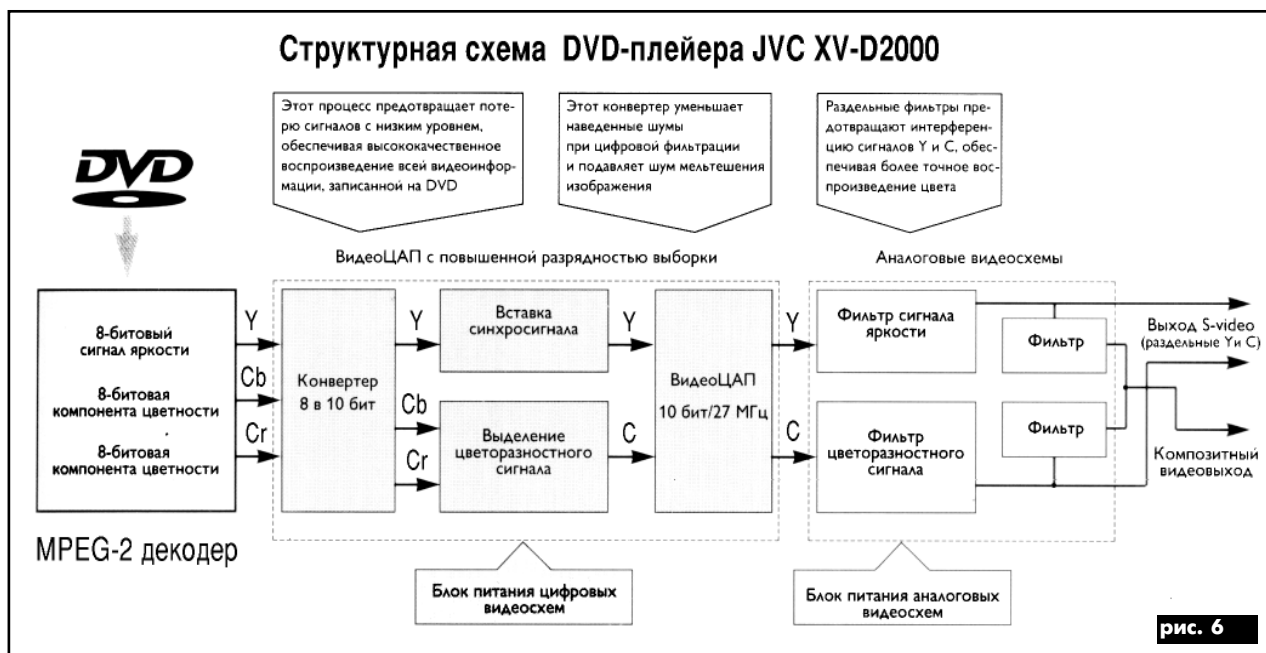 Структурная схема DVD-плейера JVC XV-D2000
Этот процесс предотвращает поте-
рю сигналов с низким уровнем,
обеспечивая высококачественное
воспроизведение всей видеоинфор-
мации, записанной на DVD
Этот конвертер уменьшает
наведенные шумы
при цифровой фильтрации
и подавляет шум мельтешения
изображения
Раздельные фильтры пре-
дотвращают интерферен-
цию сигналов Y и C, обес-
печивая более точное вос-
произведение цвета
DVD
ВидеоЦАП с повышенной разрядностью выборки
Аналоговые видеосхемы
8-битовый
сигнал яркости
8-битовая
компонента цветности
8-битовая
компонента цветности
MPEG-2 декодер
Y
Cb
Cr
Конвертер
8 в 10 бит
Y
Cb
Cr
Вставка
синхросигнала
Выделение
цветоразностного
сигнала
Y
C
ВидеоЦАП
10 бит/27 МГц
Y
C
Фильтр сигнала
яркости
Фильтр
цветоразностного
сигнала
Фильтр
Фильтр
Выход S-video
(раздельные Y и C)
Композитный
видеовыход
Блок питания цифровых
видеосхем
Блок питания аналоговых
видеосхем
рис. 6